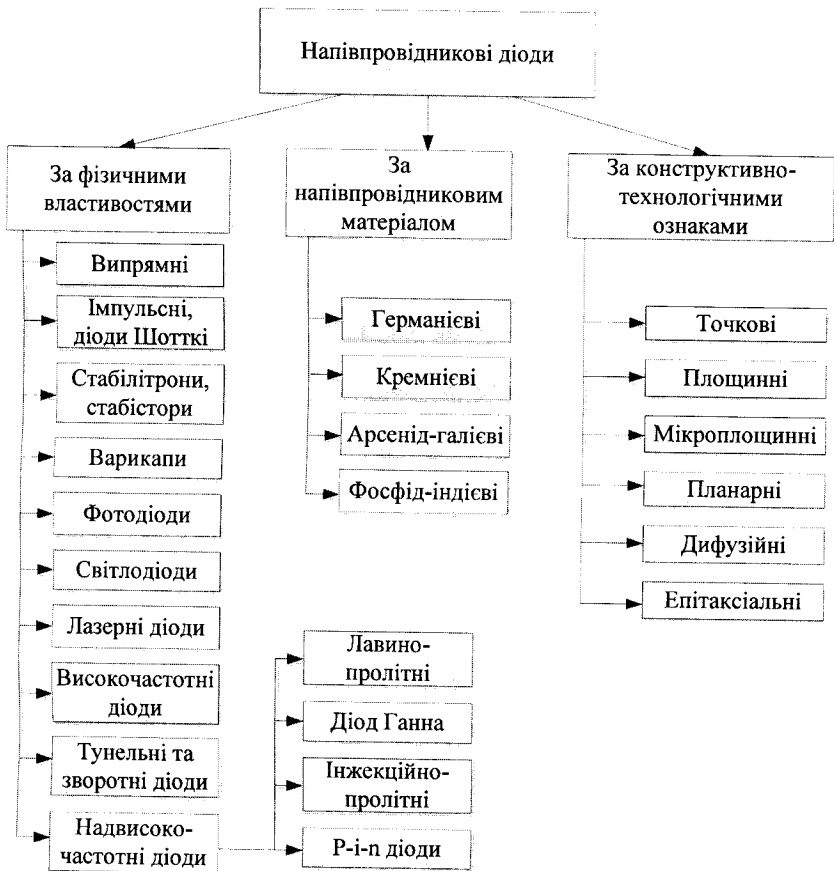 Напівпровідникові діоди
За фізичними
властивостями
Випрямні
Імпульсні,
діоди Шотткі
Стабілітрони,
стабістори
Варикапи
Фотодіоди
Світлодіоди
Лазерні діоди
Високочастотні
діоди
Тунельні та
зворотні діоди
Надвисоко-
частотні діоди
Лавино-
пролітні
Діод Ганна
Інжекційно-
пролітні
P-i-n діоди
За
напівпровідниковим
матеріалом
Германієві
Кремнієві
Арсенід-галієві
Фосфід-індієві
За конструктивно-
технологічними
ознаками
Точкові
Площинні
Мікроплощинні
Планарні
Дифузійні
Епітаксіальні